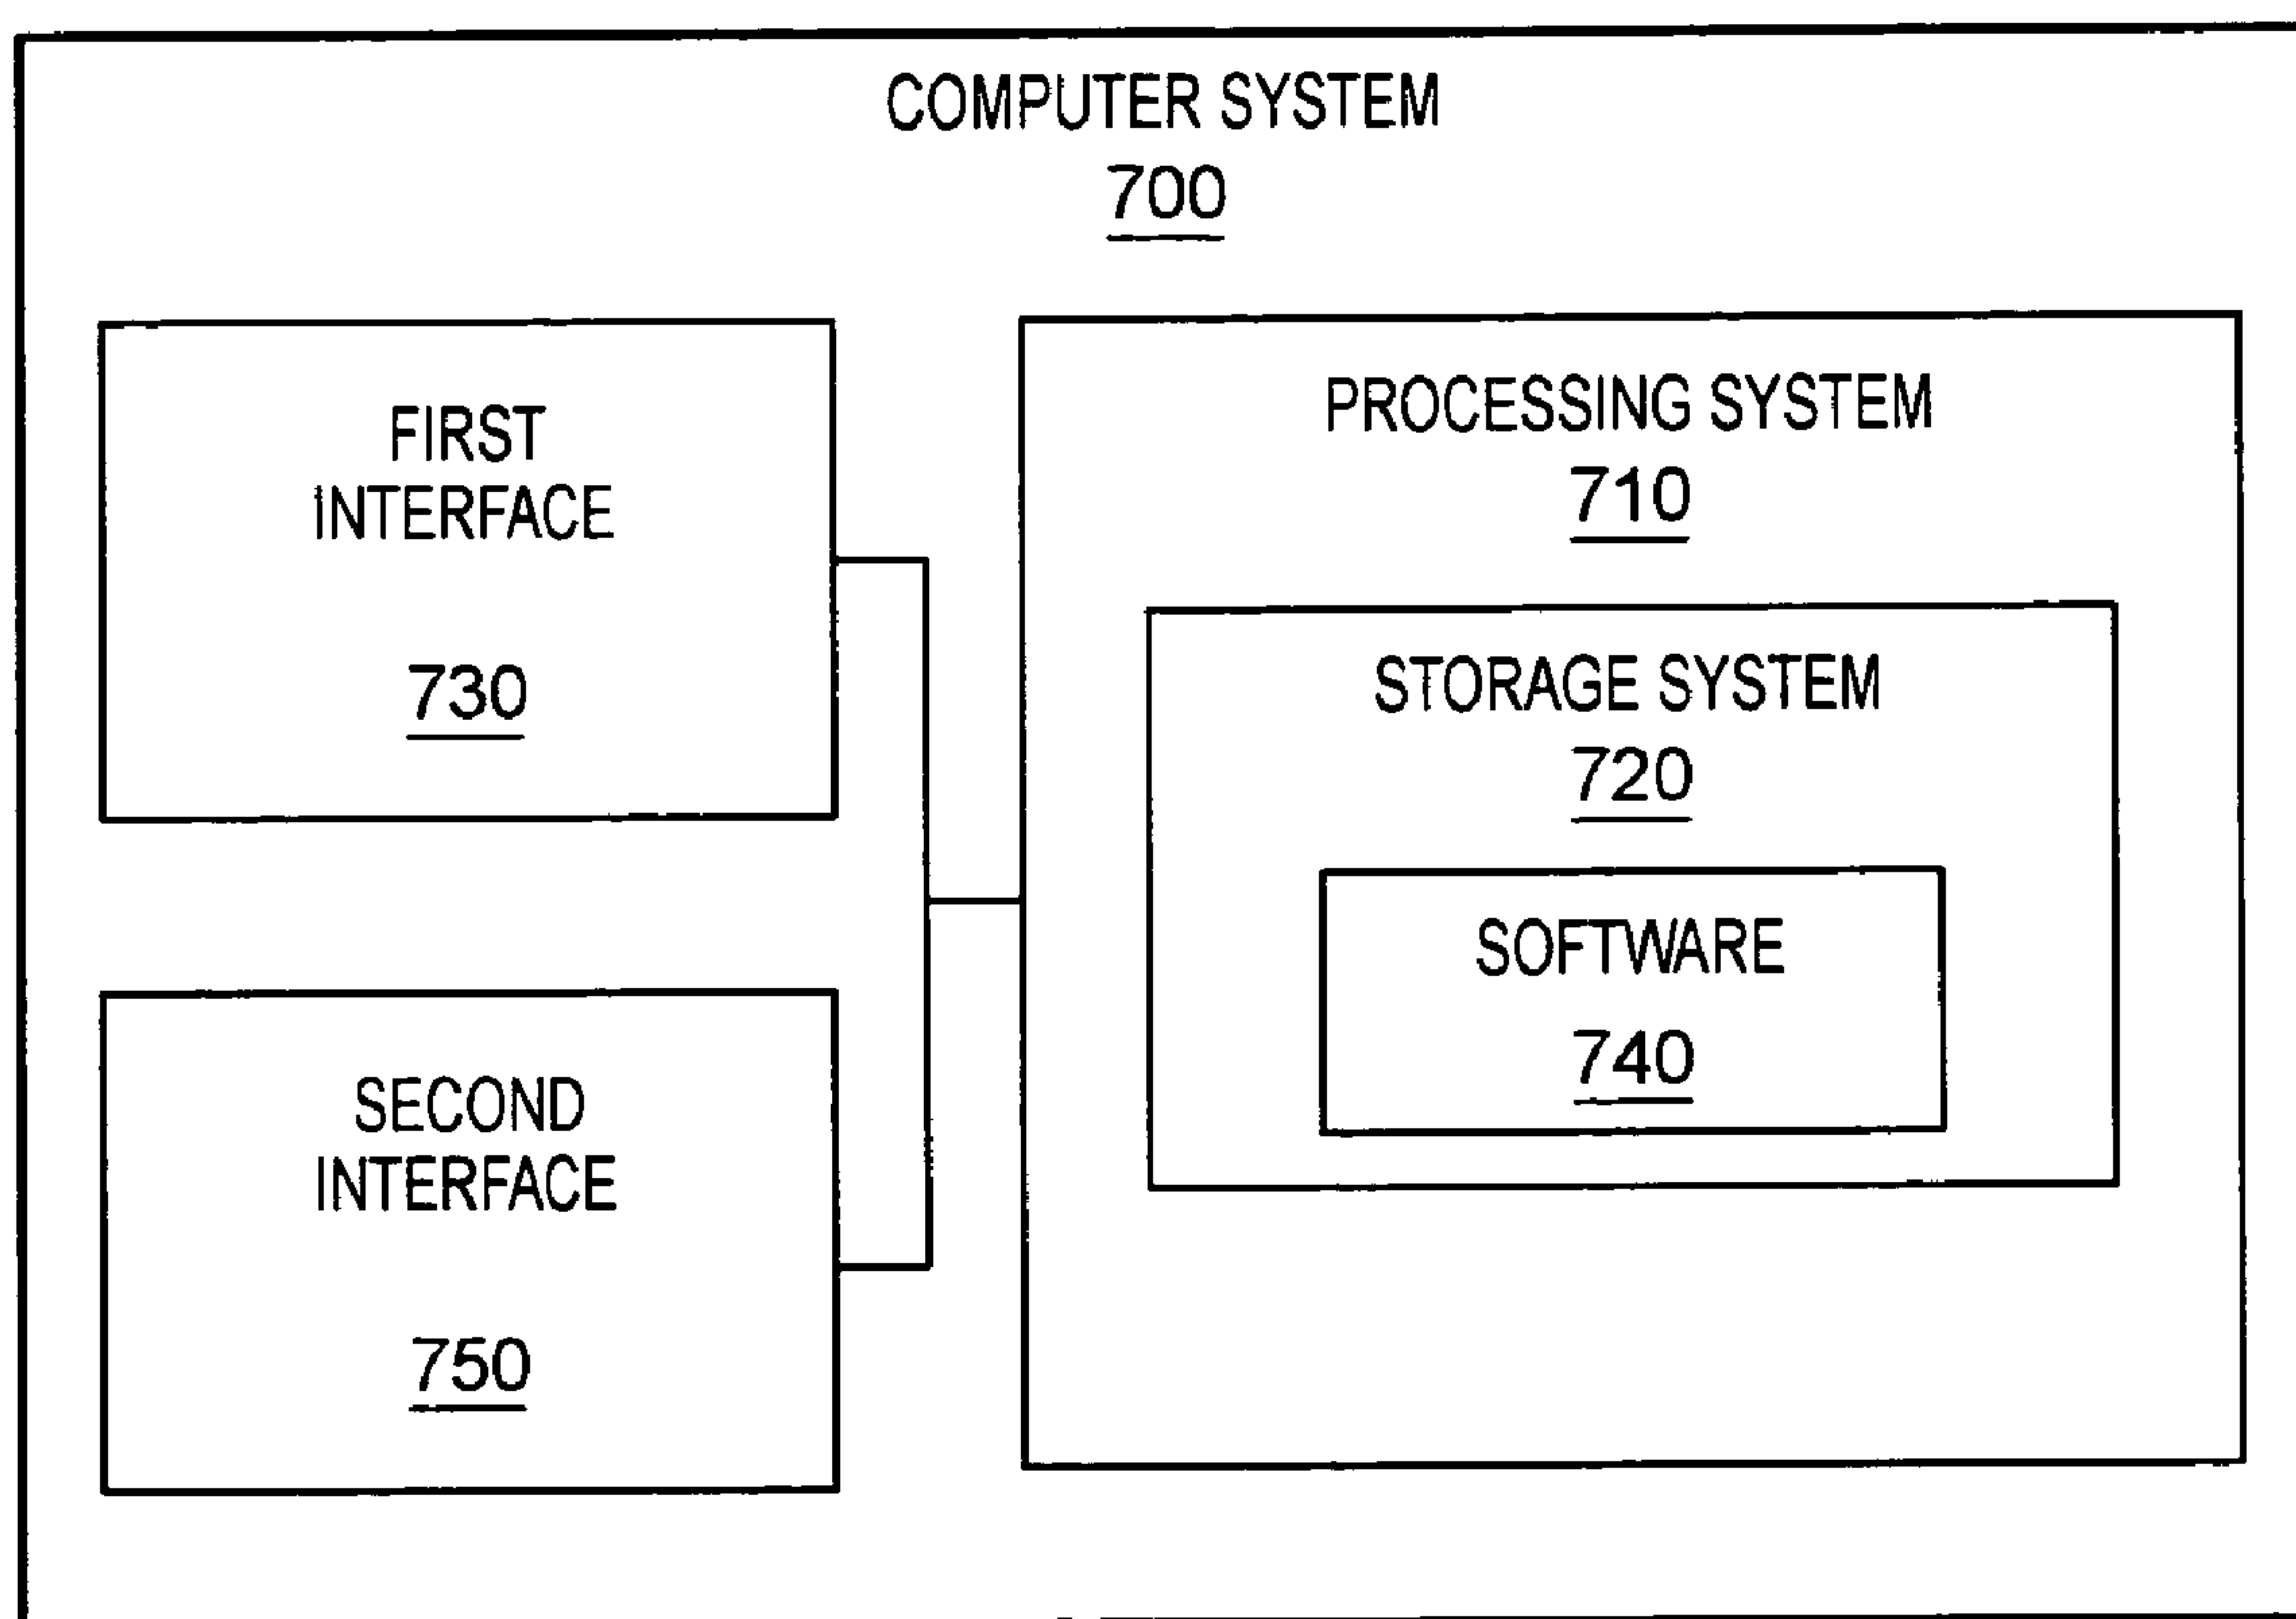 COMPUTER SYSTEM
700
FIRST
INTERFACE
730
SECOND
INTERFACE
750
PROCESSING SYSTEM
710
STORAGE SYSTEM
720
SOFTWARE
740